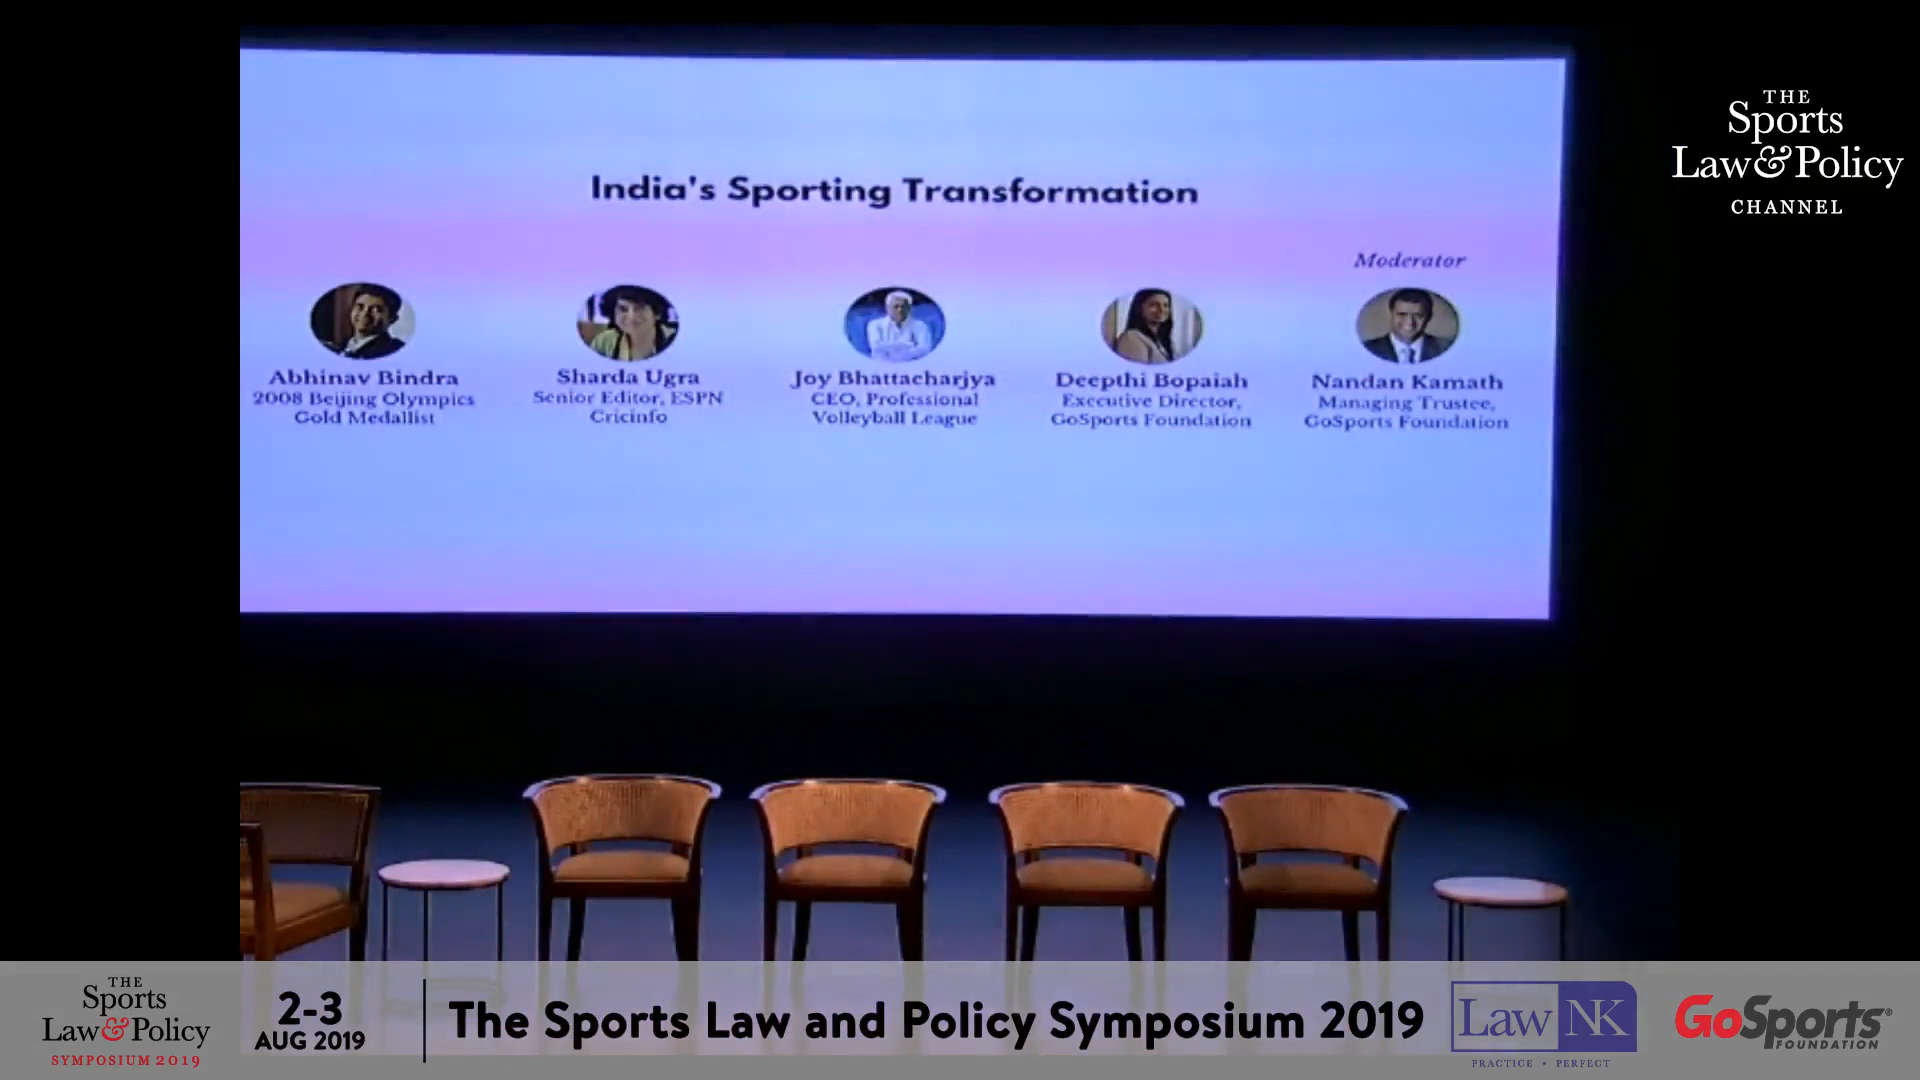 India's Sporting Transformation
Moderator
Abhinav Bindra
2008 Beijing Olympics
Gold Medallist
Sharda Ugra
Senior Editor, ESPN
Cricinfo
Joy Bhattacharjya
CEO, Professional
Volleyball League
Deepthi Bopaiah
Executive Director,
GoSports Foundation
Nandan Kamath
Managing Trustee,
GoSports Foundation
THE
Sports
Law&Policy
CHANNEL
THE
Sports
Law&Policy
SYMPOSIUM 2019
2-3
AUG 2019
The Sports Law and Policy Symposium 2019
LawNK
PRACTICE • PERFECT
GoSports®
FOUNDATION